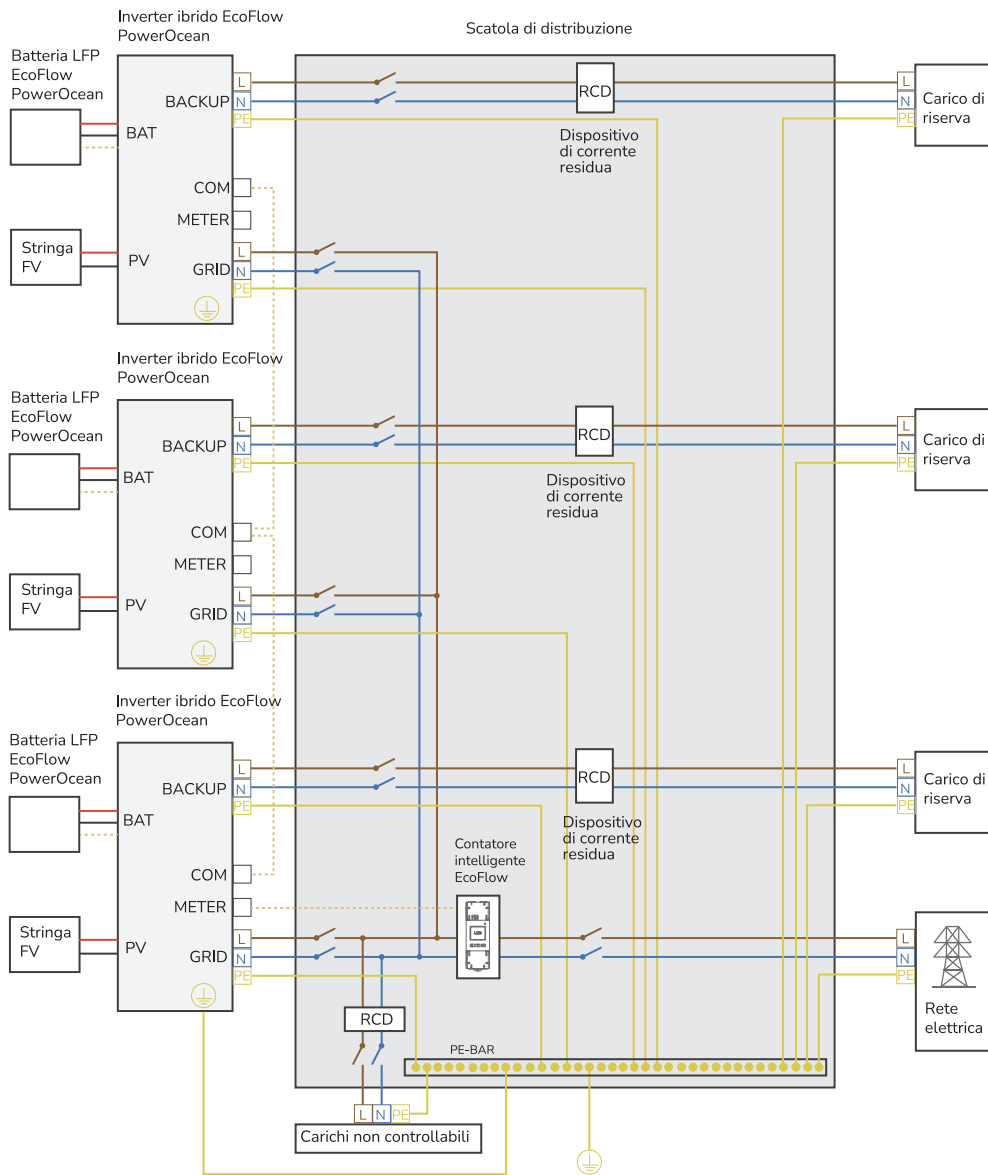 Inverter ibrido EcoFlow
PowerOcean
Scatola di distribuzione
Batteria LFP
EcoFlow
PowerOcean
BAT
BACKUP
L
N
PE
RCD
Dispositivo
di corrente
residua
L
N
PE
Carico di
riserva
COM
METER
Stringa
FV
PV
GRID
L
N
PE
Inverter ibrido EcoFlow
PowerOcean
Batteria LFP
EcoFlow
PowerOcean
BAT
BACKUP
L
N
PE
RCD
Dispositivo
di corrente
residua
L
N
PE
Carico di
riserva
COM
METER
Stringa
FV
PV
GRID
L
N
PE
Inverter ibrido EcoFlow
PowerOcean
Batteria LFP
EcoFlow
PowerOcean
BAT
BACKUP
L
N
PE
RCD
Dispositivo
di corrente
residua
L
N
PE
Carico di
riserva
Contatore
intelligente
EcoFlow
COM
METER
Stringa
FV
PV
GRID
L
N
PE
L
N
PE
Rete
elettrica
RCD
PE-BAR
L
N
PE
Carichi non controllabili